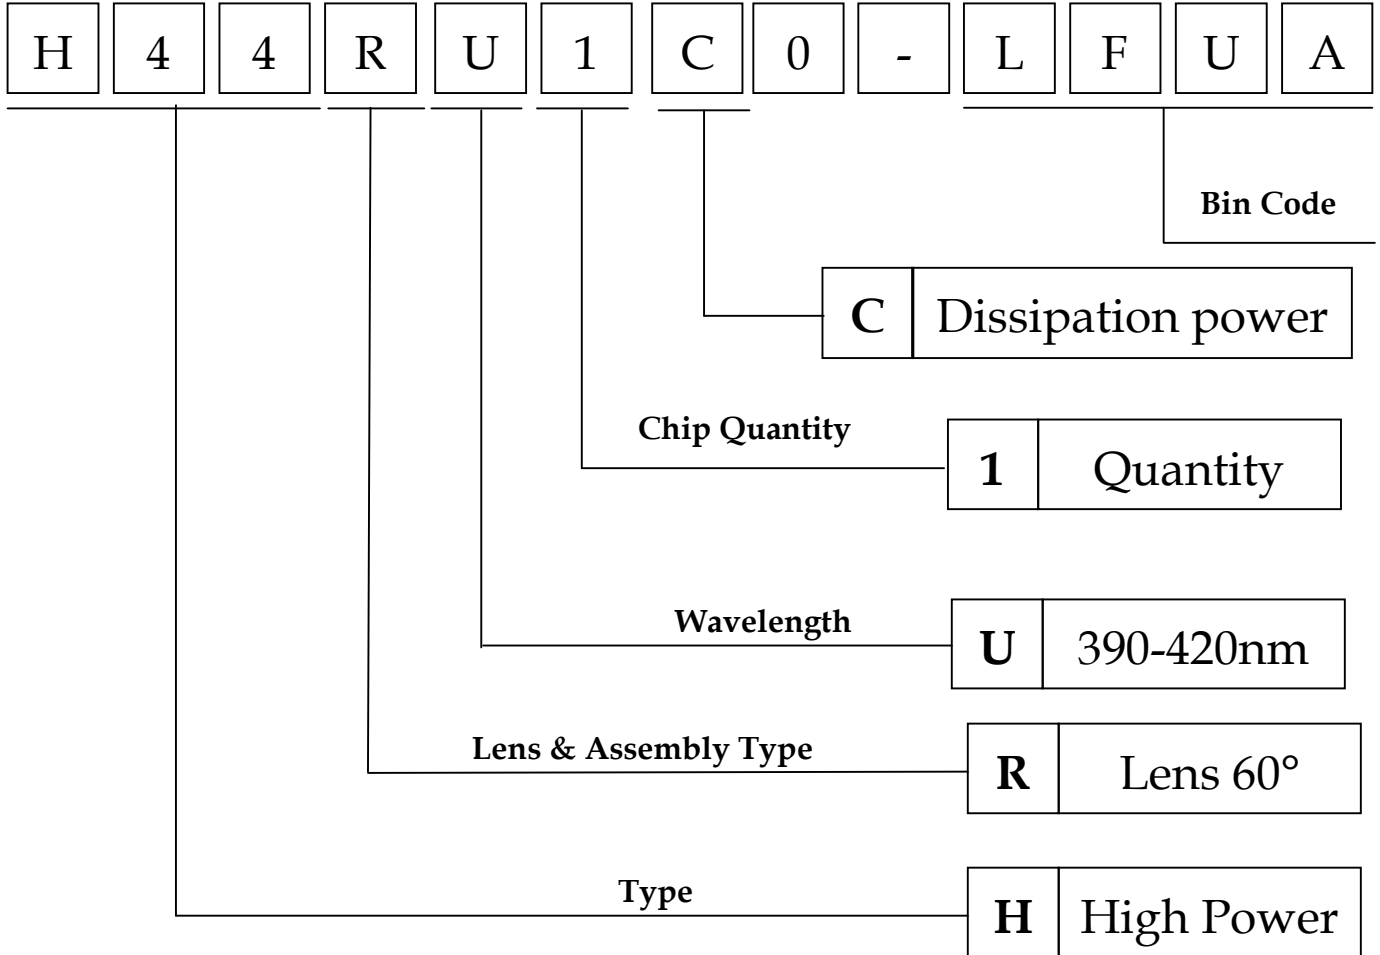 H 4 4 R U 1 C 0 - L F U A
Bin Code
C Dissipation power
Chip Quantity
1 Quantity
Wavelength
U 390-420nm
Lens & Assembly Type
R Lens 60°
Type
H High Power